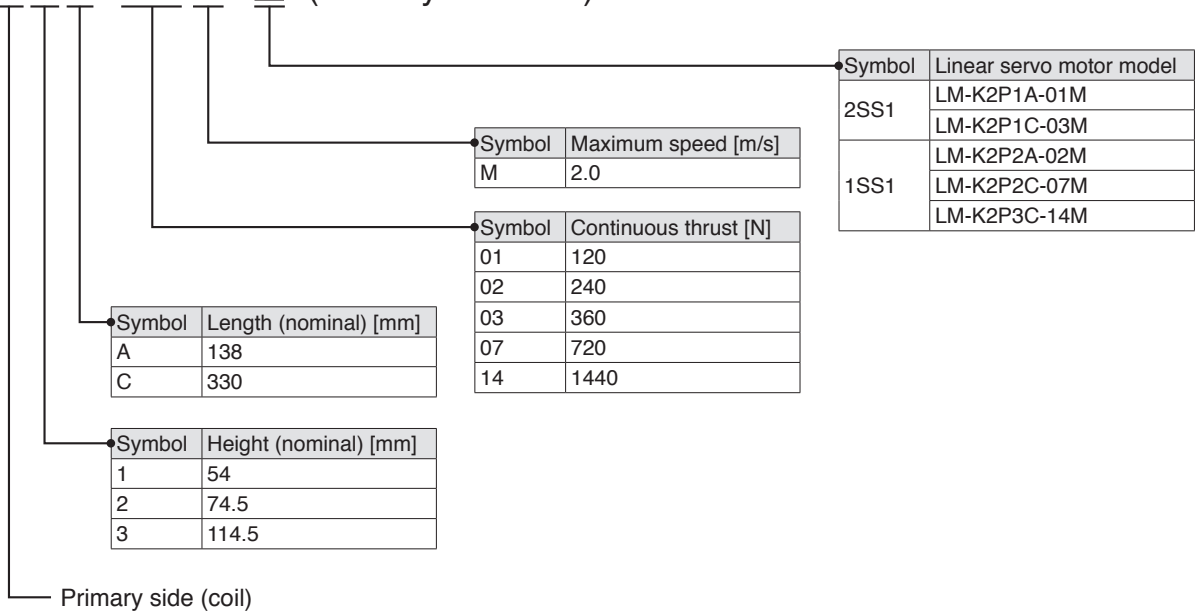 Symbol Linear servo motor model
2SS1 LM-K2P1A-01M
LM-K2P1C-03M
1SS1 LM-K2P2A-02M
LM-K2P2C-07M
LM-K2P3C-14M
Symbol Maximum speed [m/s]
M 2.0
Symbol Continuous thrust [N]
01 120
02 240
03 360
07 720
14 1440
Symbol Length (nominal) [mm]
A 138
C 330
Symbol Height (nominal) [mm]
1 54
2 74.5
3 114.5
Primary side (coil)